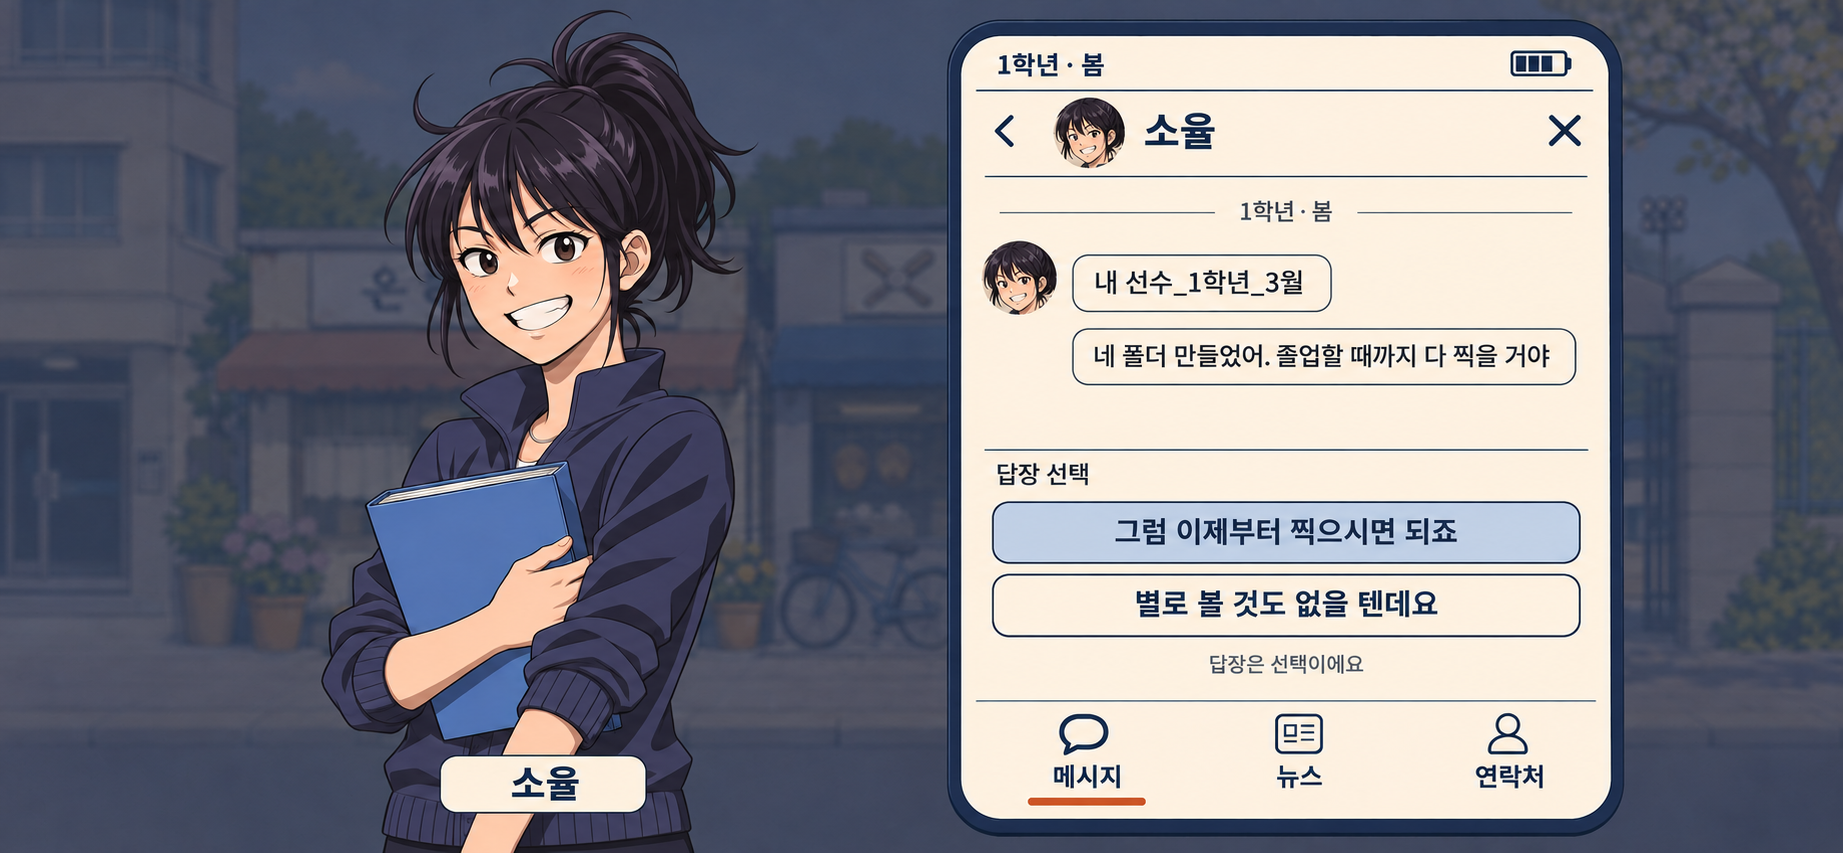 1학년 · 봄
소율
1학년 · 봄
내 선수_1학년_3월
네 폴더 만들었어. 졸업할 때까지 다 찍을 거야
답장 선택
그럼 이제부터 찍으시면 되죠
별로 볼 것도 없을 텐데요
답장은 선택이에요
메시지
뉴스
연락처
소율
은